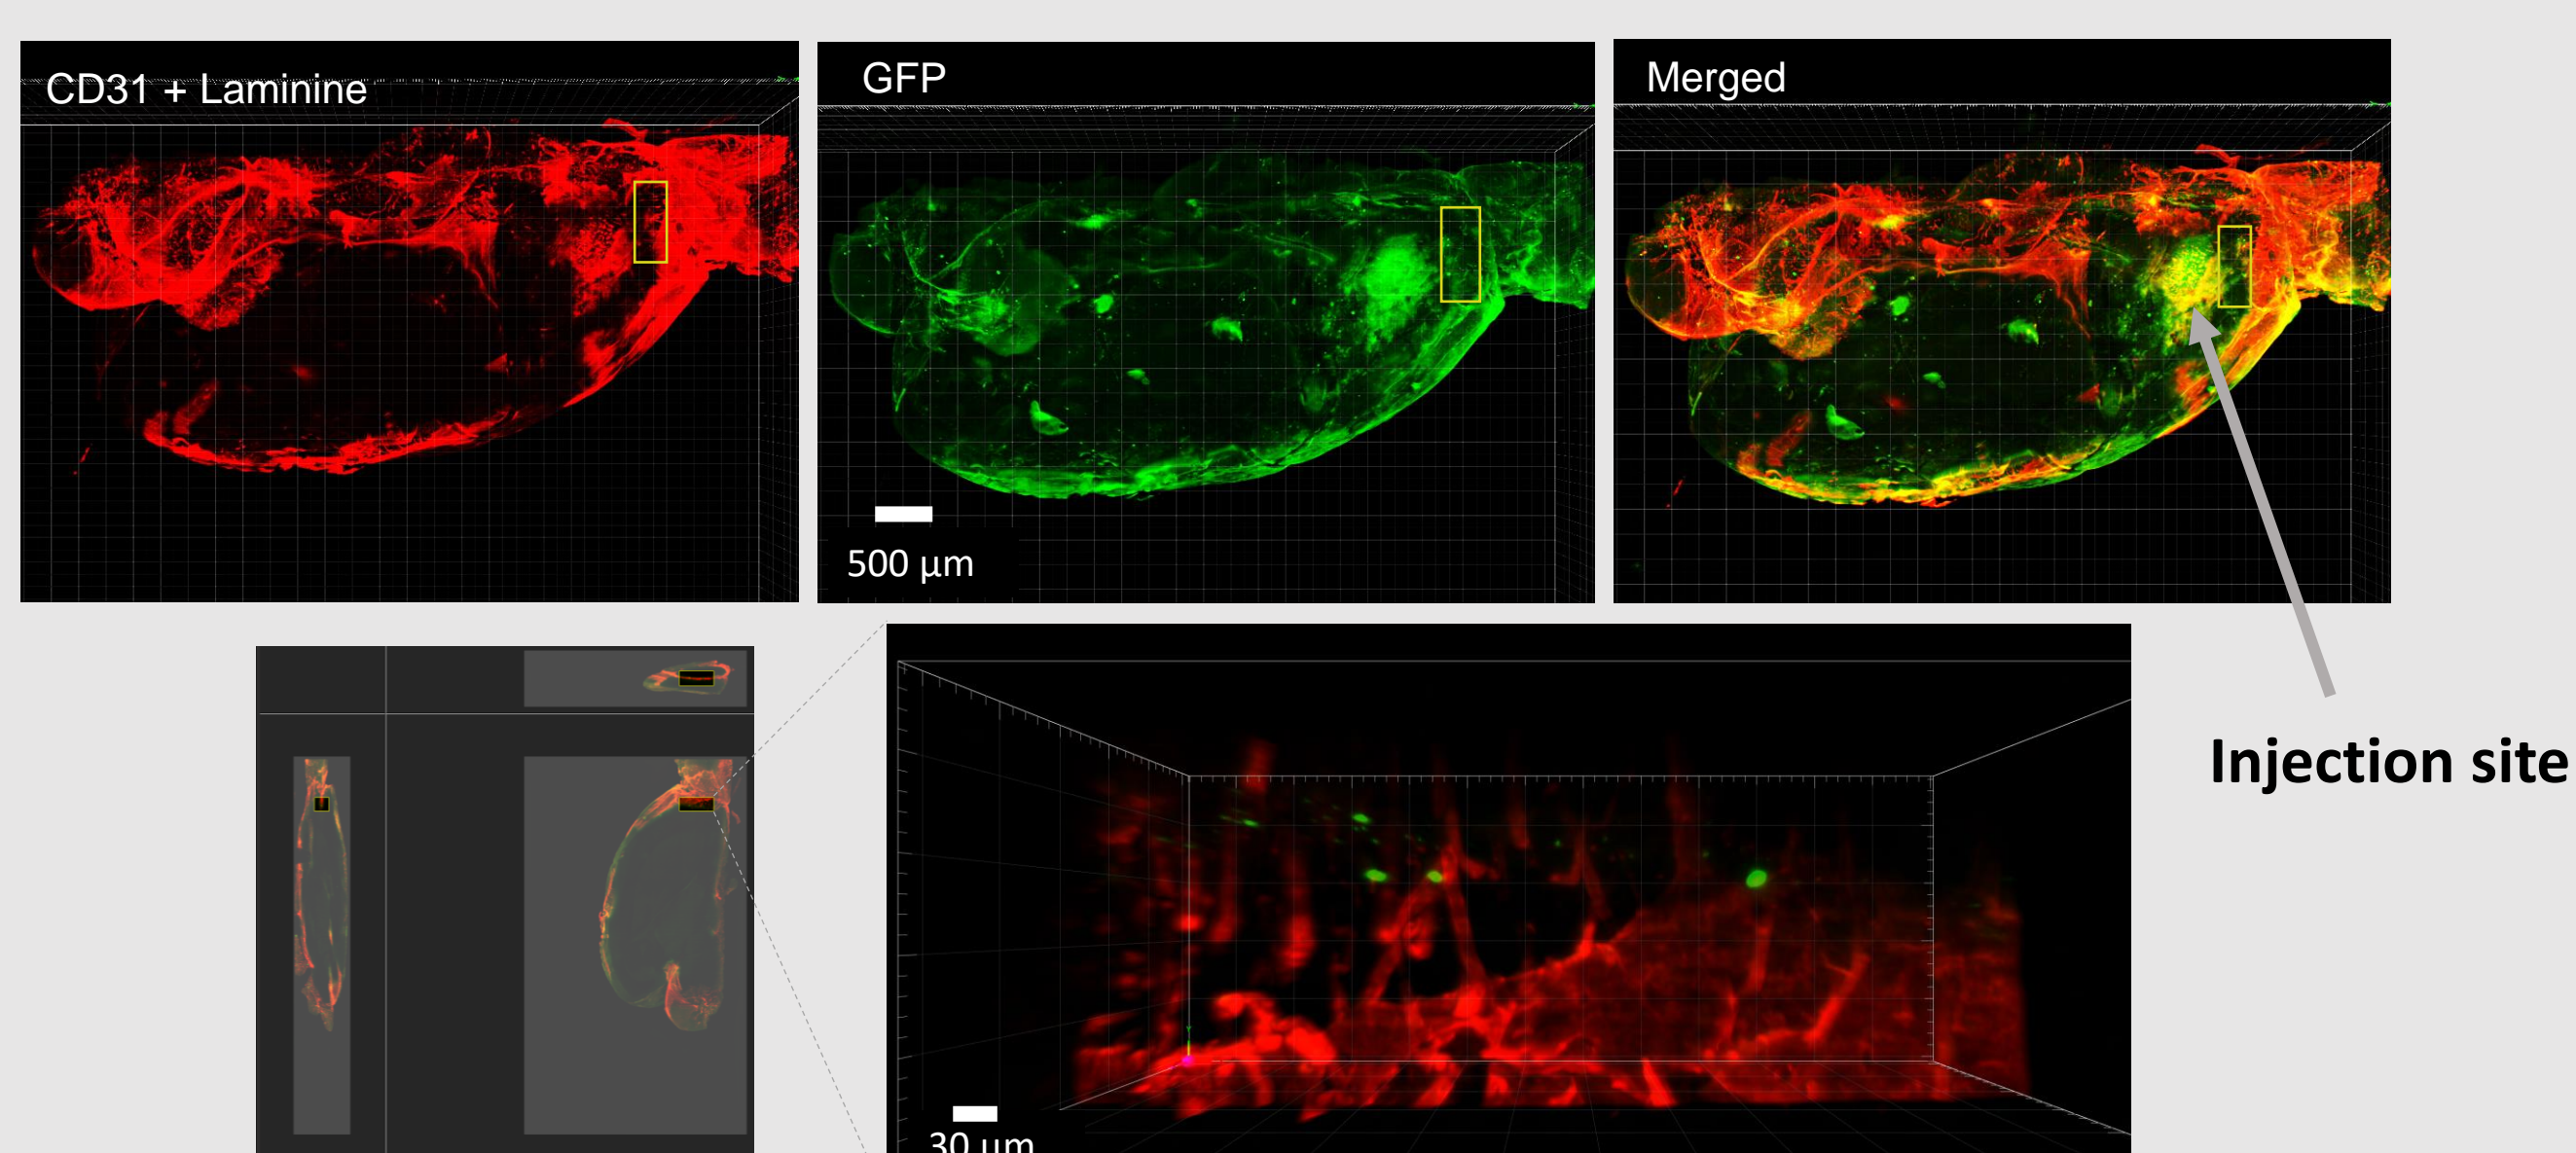 CD31 + Laminine
GFP
Merged
500 µm
Injection site
30 µm